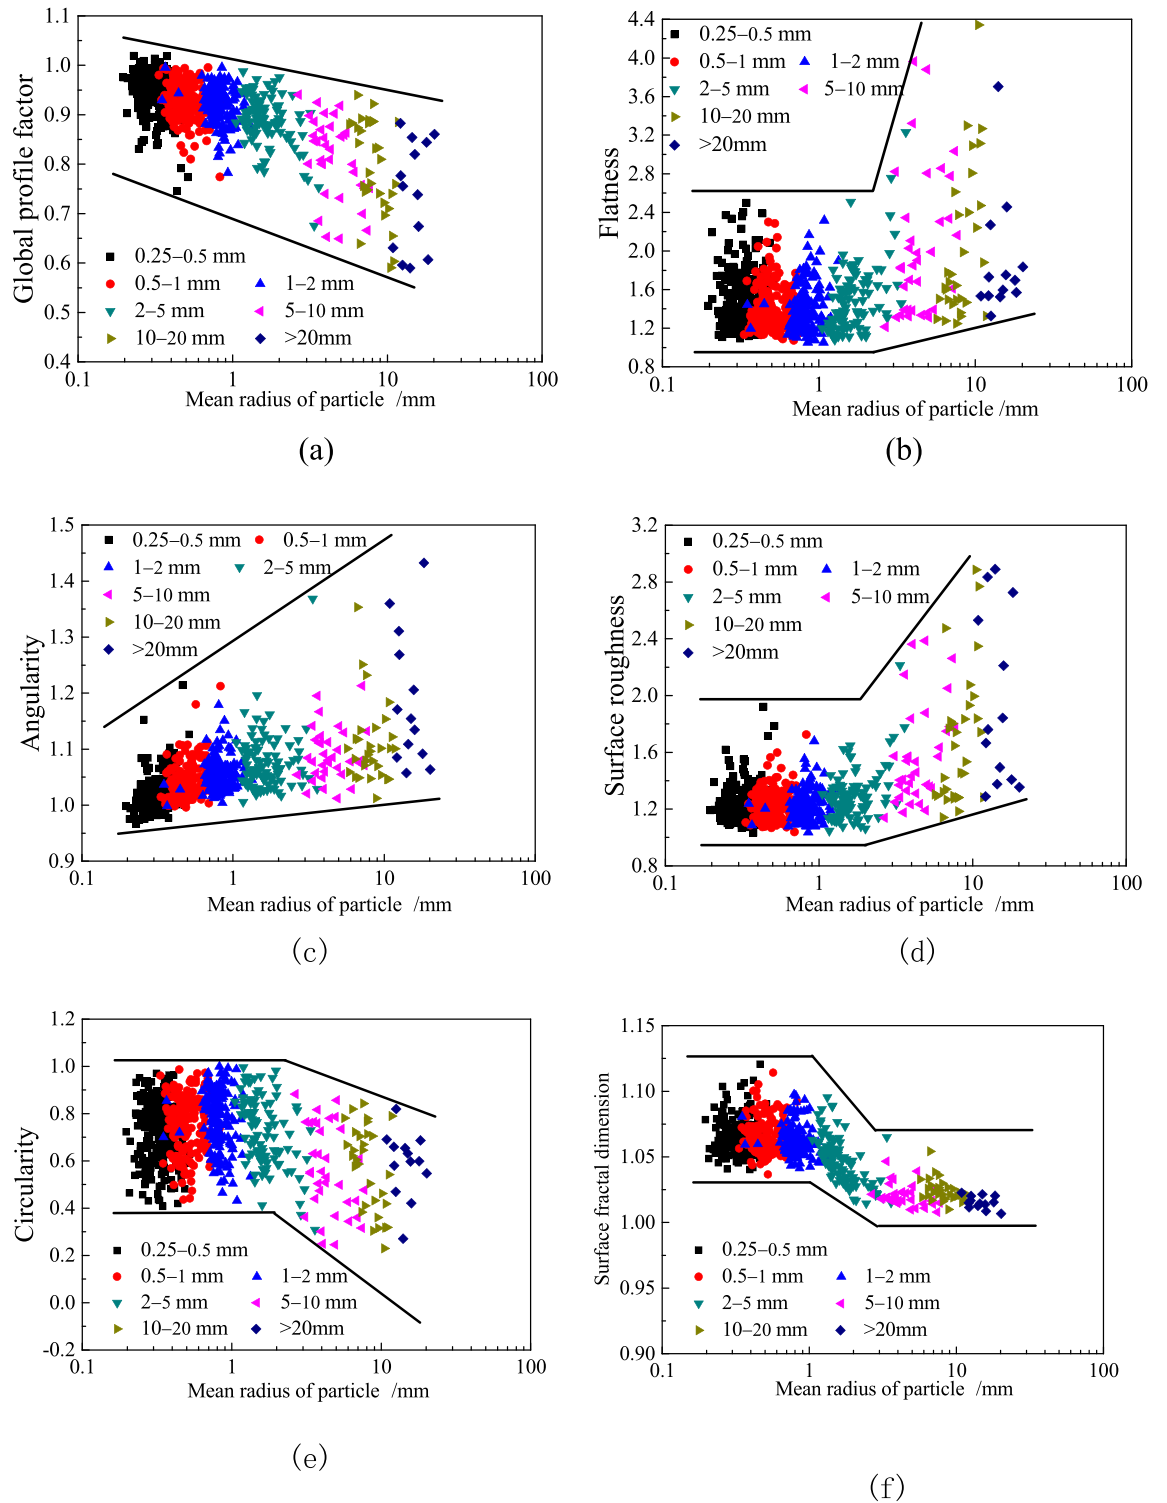 1.1
1.0
0.9
0.8
0.7
0.6
0.5
0.4
Global profile factor
0.25–0.5 mm
0.5–1 mm
1–2 mm
2–5 mm
5–10 mm
10–20 mm
>20mm
0.1
1
10
100
Mean radius of particle /mm
(a)
4.4
4.0
3.6
3.2
2.8
2.4
2.0
1.6
1.2
0.8
Flatness
0.25–0.5 mm
0.5–1 mm
1–2 mm
2–5 mm
5–10 mm
10–20 mm
>20mm
0.1
1
10
100
Mean radius of particle /mm
(b)
1.5
1.4
1.3
1.2
1.1
1.0
0.9
Angularity
0.25–0.5 mm
0.5–1 mm
1–2 mm
2–5 mm
5–10 mm
10–20 mm
>20mm
0.1
1
10
100
Mean radius of particle /mm
(c)
3.2
2.8
2.4
2.0
1.6
1.2
0.8
Surface roughness
0.25–0.5 mm
0.5–1 mm
1–2 mm
2–5 mm
5–10 mm
10–20 mm
>20mm
0.1
1
10
100
Mean radius of particle /mm
(d)
1.2
1.0
0.8
0.6
0.4
0.2
0.0
-0.2
Circularity
0.25–0.5 mm
0.5–1 mm
1–2 mm
2–5 mm
5–10 mm
10–20 mm
>20mm
0.1
1
10
100
Mean radius of particle /mm
(e)
1.15
1.10
1.05
1.00
0.95
0.90
Surface fractal dimension
0.25–0.5 mm
0.5–1 mm
1–2 mm
2–5 mm
5–10 mm
10–20 mm
>20mm
0.1
1
10
100
Mean radius of particle /mm
(f)